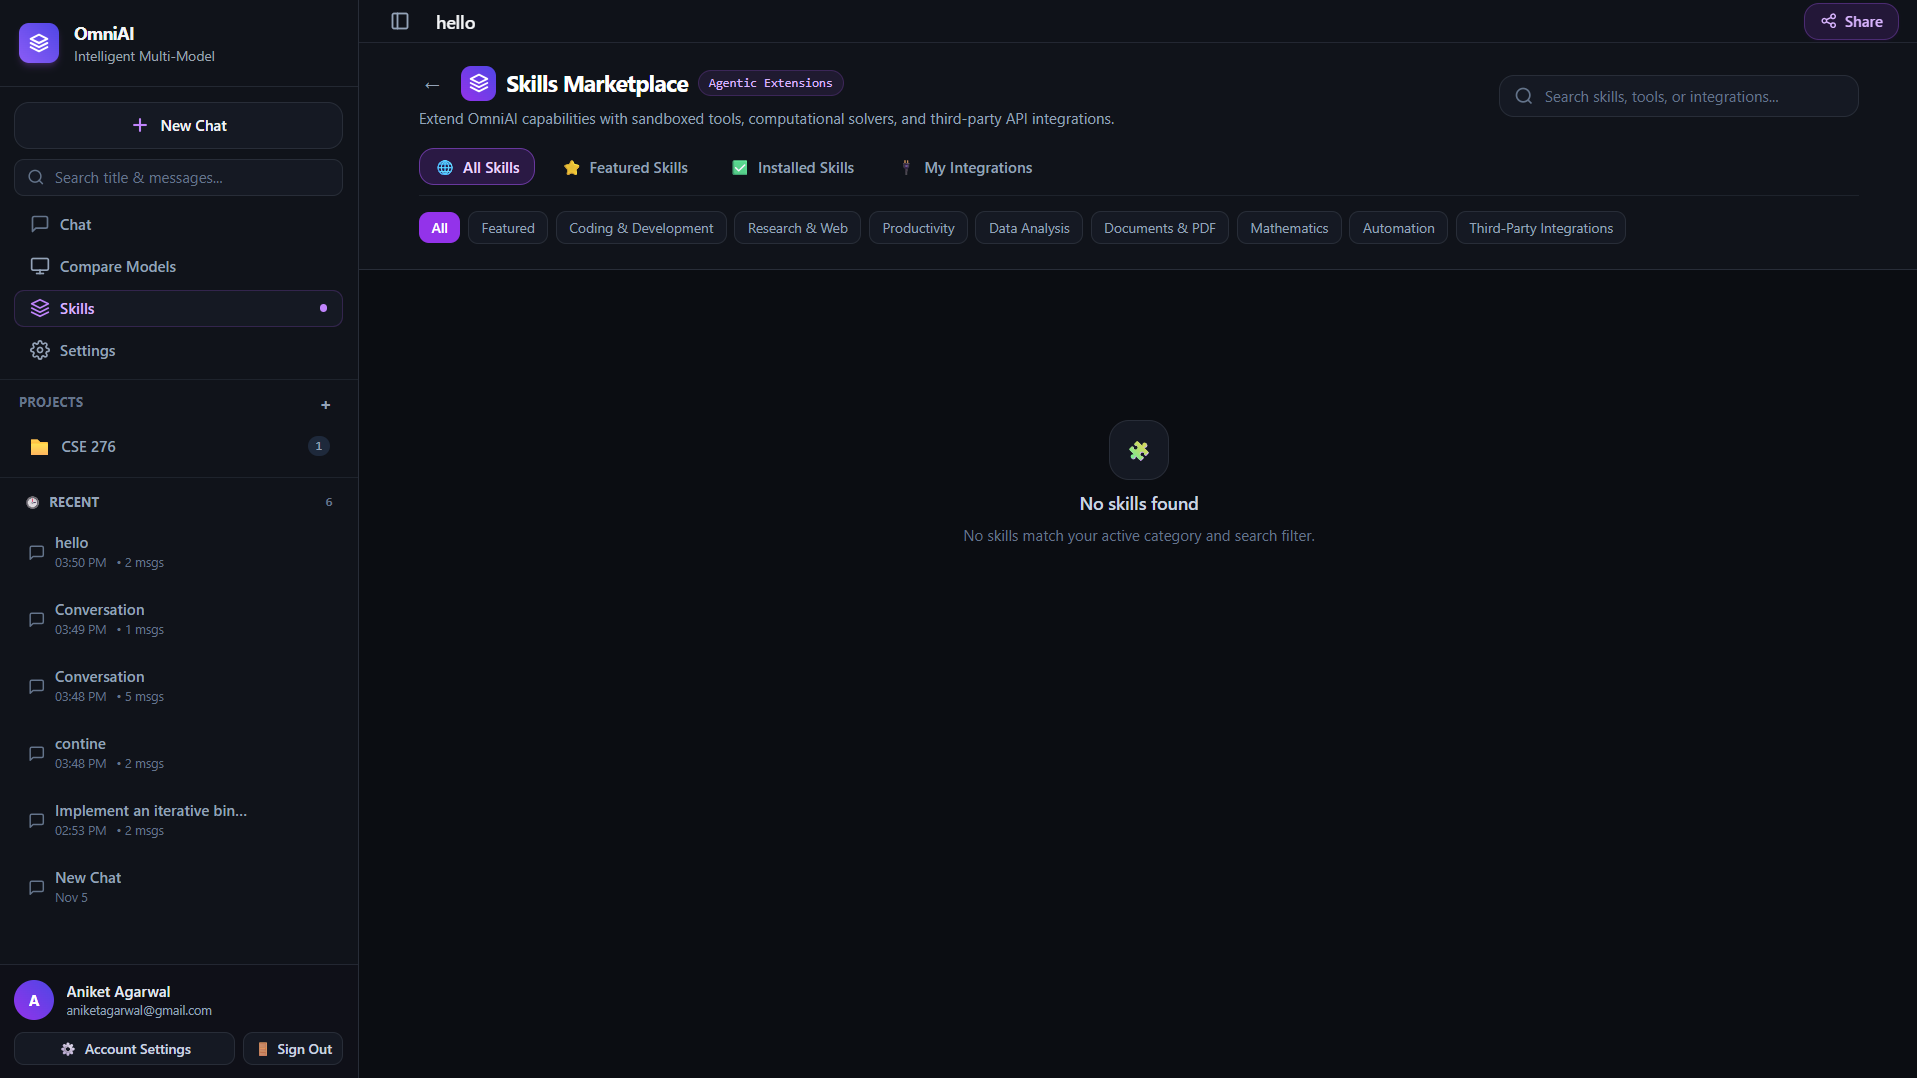 OmniAI
Intelligent Multi-Model
New Chat
Search title & messages...
Chat
Compare Models
Skills
Settings
PROJECTS
+
CSE 276
1
RECENT
6
hello
03:50 PM • 2 msgs
Conversation
03:49 PM • 1 msgs
Conversation
03:48 PM • 5 msgs
contine
03:48 PM • 2 msgs
Implement an iterative bin...
02:53 PM • 2 msgs
New Chat
Nov 5
A
Aniket Agarwal
aniketagarwal@gmail.com
Account Settings
Sign Out
hello
Share
← Skills Marketplace
Agentic Extensions
Extend OmniAI capabilities with sandboxed tools, computational solvers, and third-party API integrations.
Search skills, tools, or integrations...
All Skills
Featured Skills
Installed Skills
My Integrations
All
Featured
Coding & Development
Research & Web
Productivity
Data Analysis
Documents & PDF
Mathematics
Automation
Third-Party Integrations
No skills found
No skills match your active category and search filter.